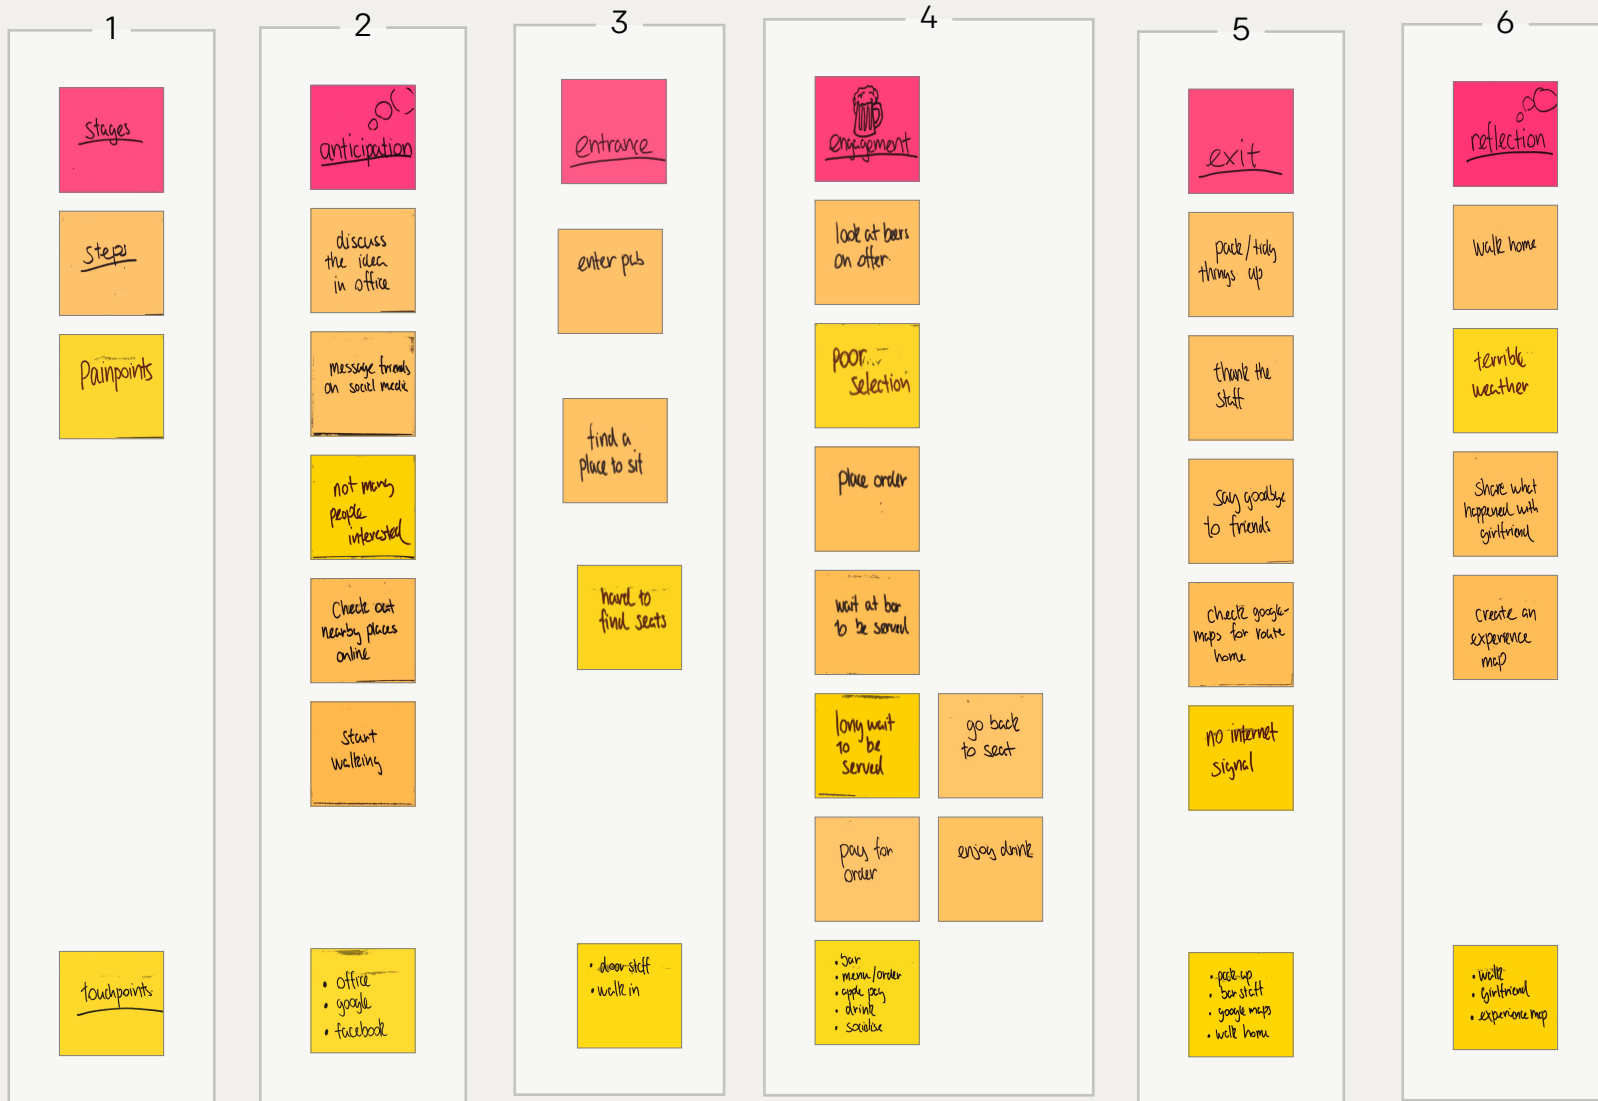 1
stages
steps
Painpoints
touchpoints
2
anticipation
discuss
the idea
in office
message friends
on social media
not many
people
interested
Check out
nearby places
online
start
walking
• office
• google
• facebook
3
entrance
enter pub
find a
place to sit
hard to
find seats
• door staff
• walk in
4
engagement
look at beers
on offer
poor
selection
place order
wait at bar
to be served
long wait
to be
served
go back
to seat
pay for
order
enjoy drink
• bar
• menu/order
• apple pay
• drink
• socialise
5
exit
pack/tidy
things up
thank the
staff
say goodbye
to friends
check google-
maps for route
home
no internet
signal
• pack up
• bar staff
• google maps
• walk home
6
reflection
walk home
terrible
weather
share what
happened with
girlfriend
create an
experience
map
• walk
• girlfriend
• experience map